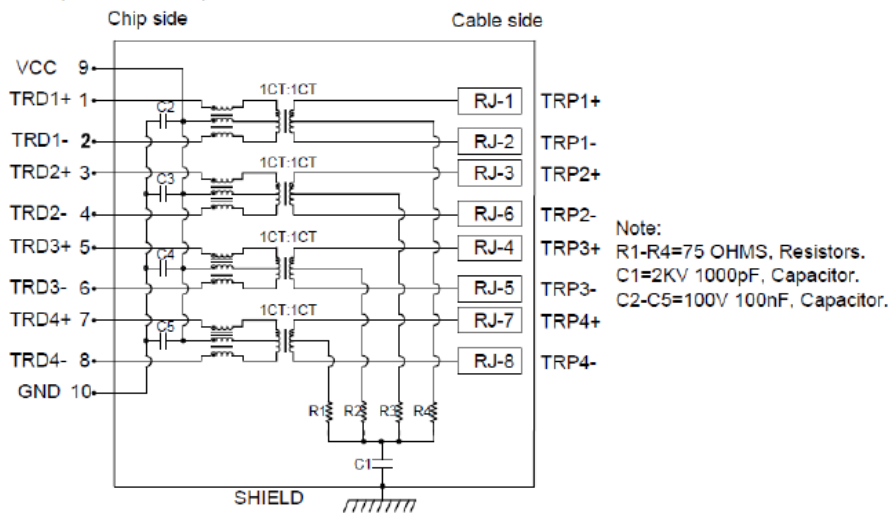 Chip side Cable side
VCC 9
TRD1+ 1 C2 1CT:1CT RJ-1 TRP1+
TRD1- 2 RJ-2 TRP1-
TRD2+ 3 C3 1CT:1CT RJ-3 TRP2+
TRD2- 4 RJ-6 TRP2-
TRD3+ 5 C4 1CT:1CT RJ-4 TRP3+
TRD3- 6 RJ-5 TRP3-
TRD4+ 7 C5 1CT:1CT RJ-7 TRP4+
TRD4- 8 RJ-8 TRP4-
GND 10
R1 R2 R3 R4
C1
SHIELD
Note:
R1-R4=75 OHMS, Resistors.
C1=2KV 1000pF, Capacitor.
C2-C5=100V 100nF, Capacitor.